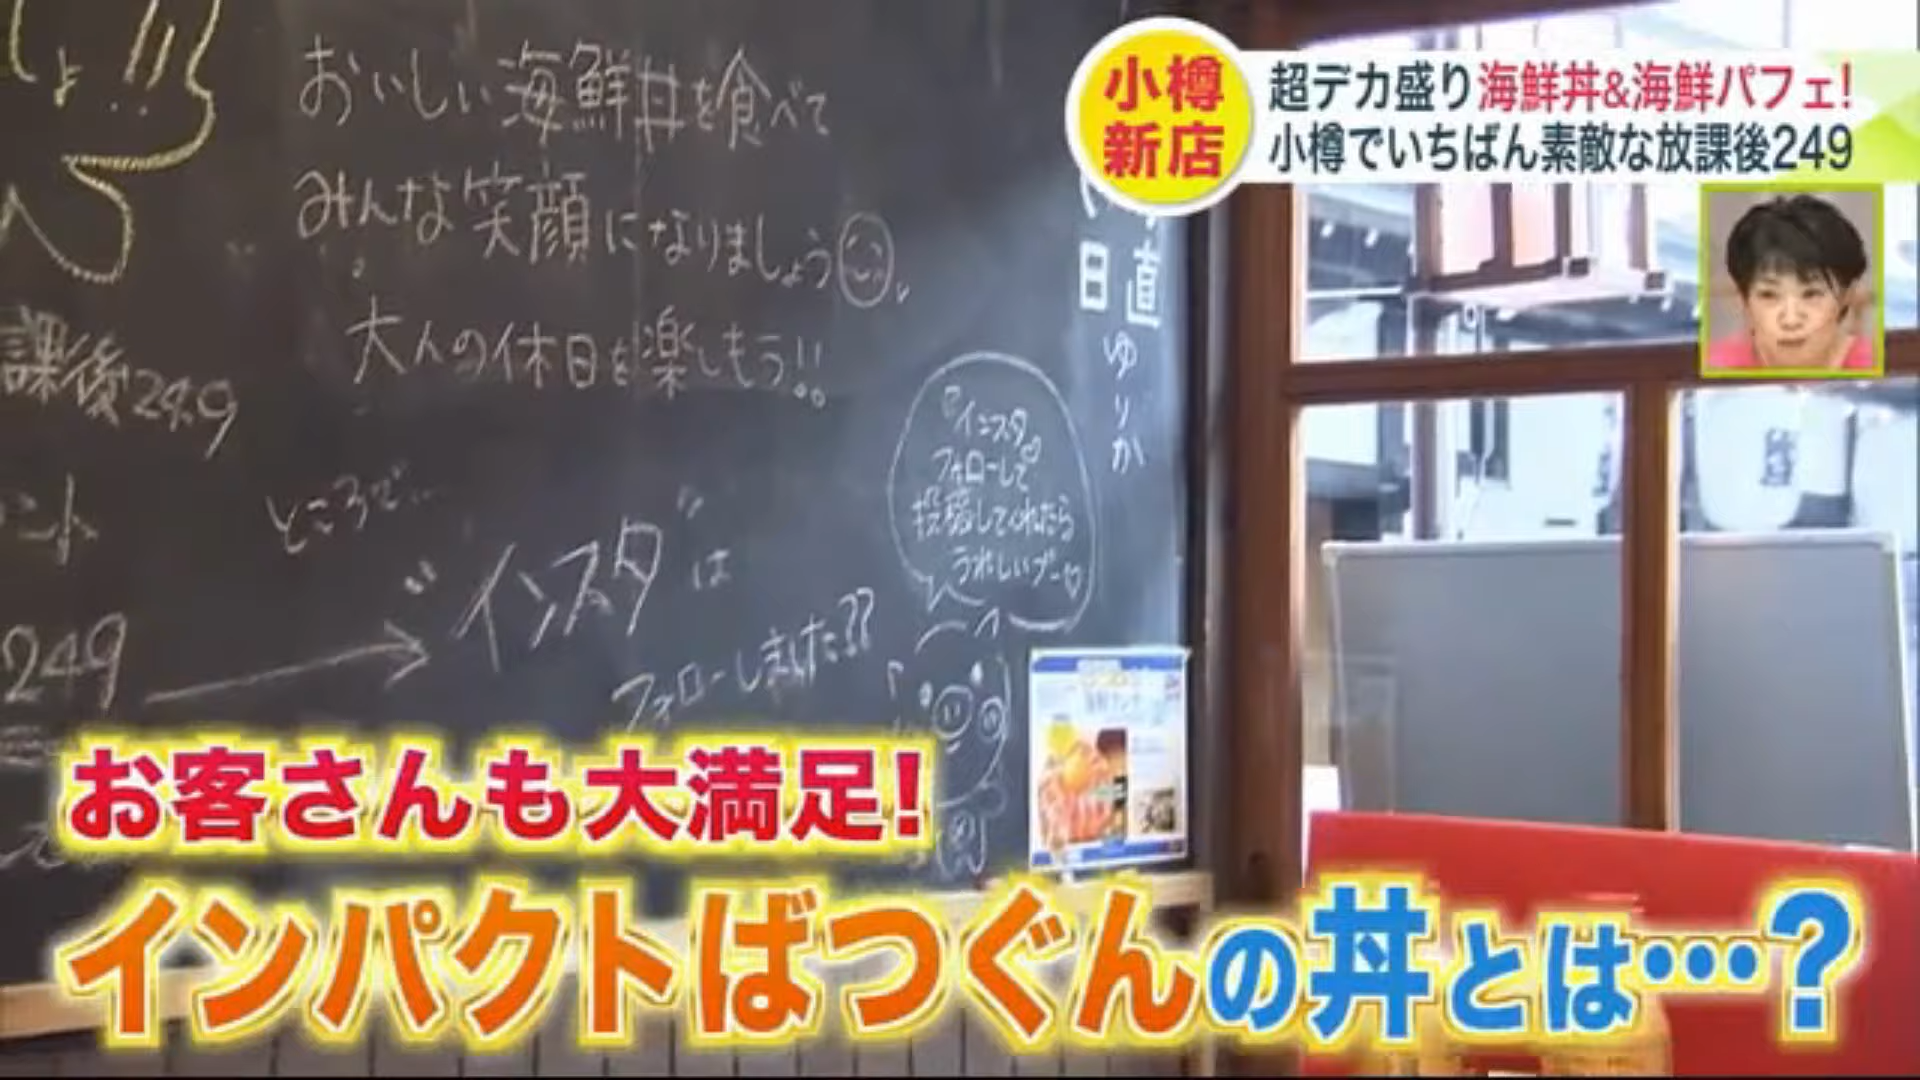 小樽
新店
超デカ盛り海鮮丼&海鮮パフェ!
小樽でいちばん素敵な放課後249
しょ!!!
おいしい海鮮丼を食べて
みんな笑顔になりましょう
大人の休日を楽しもう!!
課後249
日直
ゆりか
インスタ
フォローして
投稿してくれたら
うれしいブー
ント
ところで…
249
"インスタ"は
フォローしました??
お客さんも大満足!
インパクトばつぐんの丼とは…?